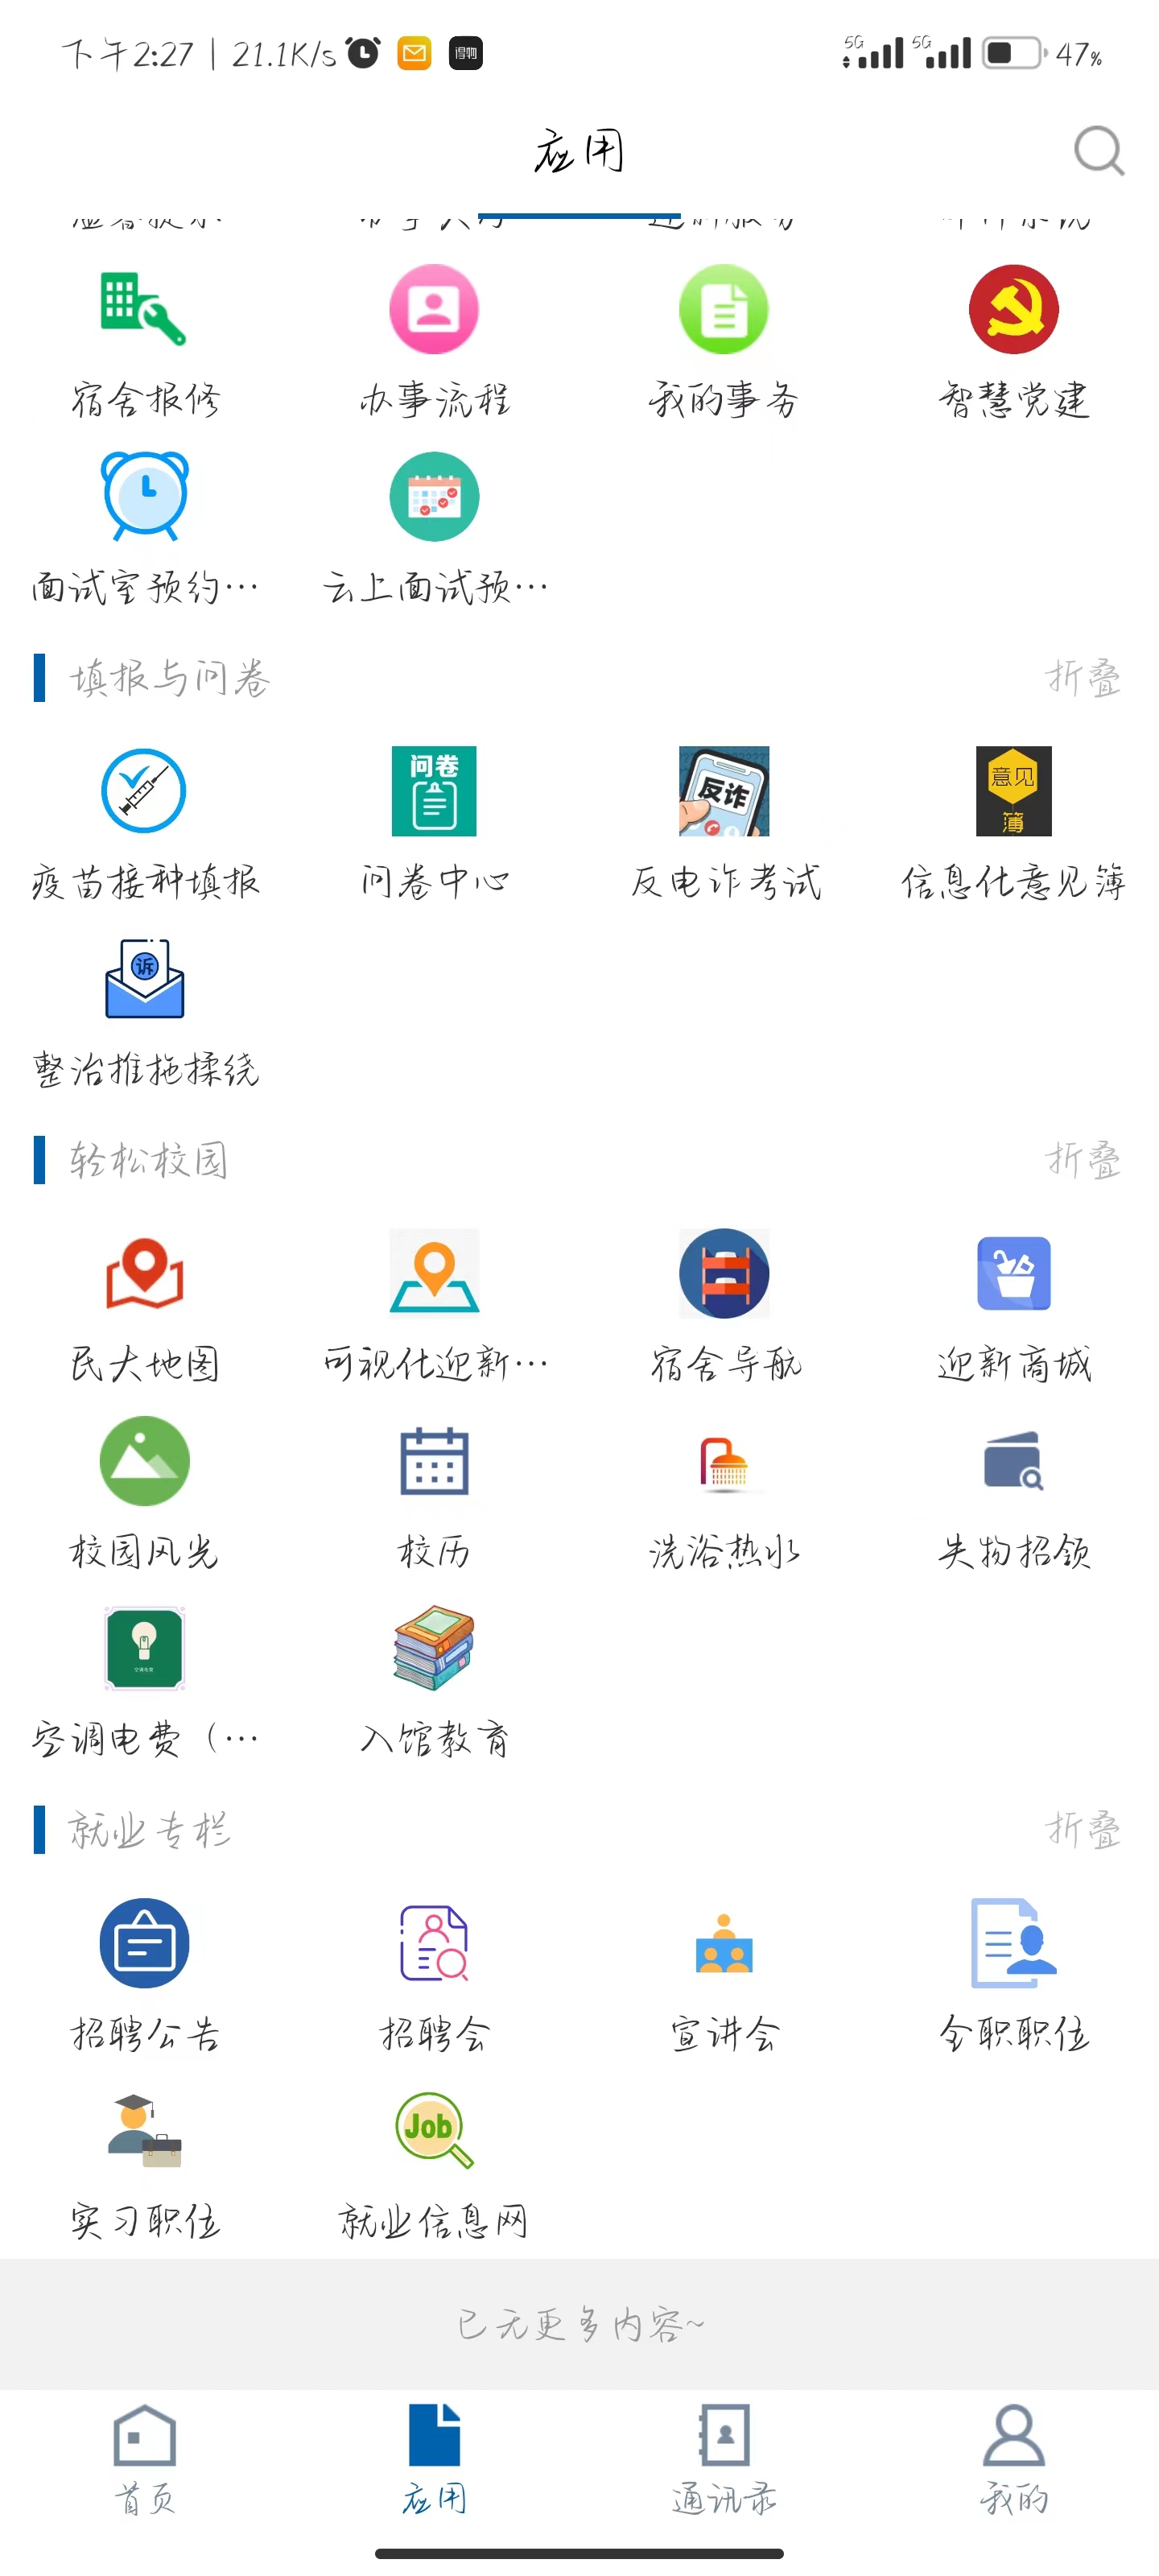 下午2:27 | 21.1K/s 得物 5G 5G 47%
应用
宿舍报修 办事流程 我的事务 智慧党建
面试室预约… 云上面试预…
填报与问卷 折叠
问卷 反诈 意见簿
疫苗接种填报 问卷中心 反电诈考试 信息化意见簿
诉
整治推拖揉绕
轻松校园 折叠
民大地图 可视化迎新… 宿舍导航 迎新商城
校园风光 校历 洗浴热水 失物招领
空调电费（… 入馆教育
就业专栏 折叠
招聘公告 招聘会 宣讲会 全职职位
Job
实习职位 就业信息网
已无更多内容~
首页 应用 通讯录 我的